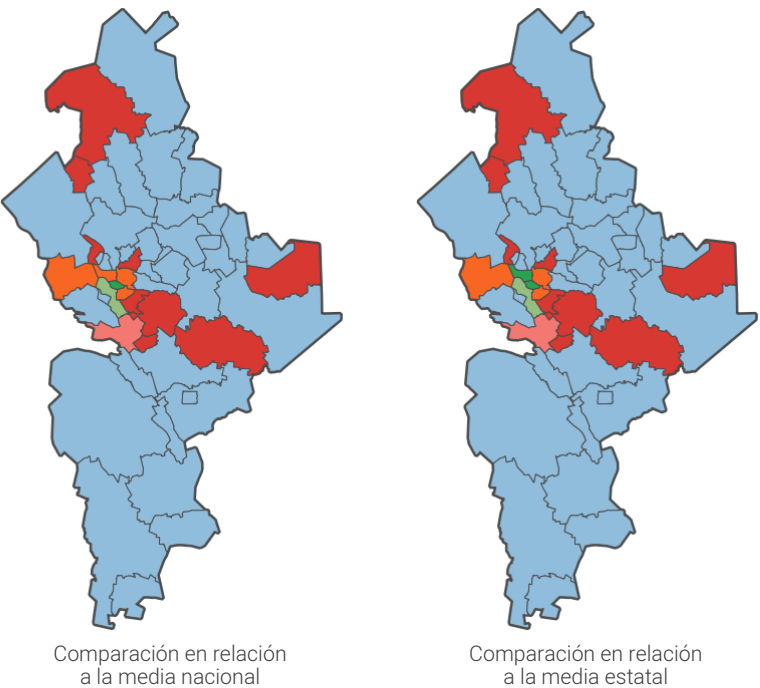 Comparación en relación
a la media nacional
Comparación en relación
a la media estatal